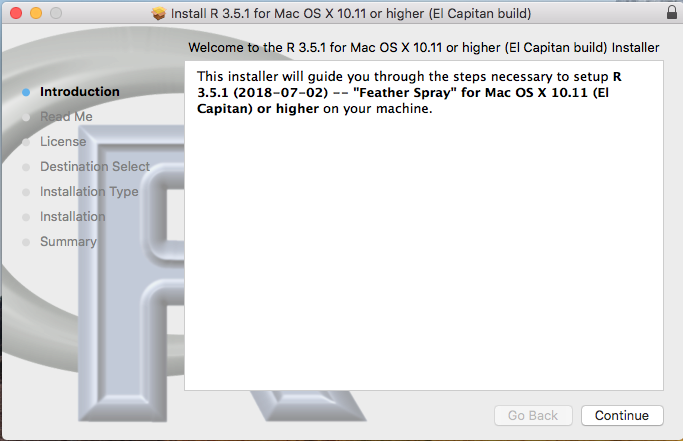 Install R 3.5.1 for Mac OS X 10.11 or higher (El Capitan build)
Welcome to the R 3.5.1 for Mac OS X 10.11 or higher (El Capitan build) Installer
Introduction
Read Me
License
Destination Select
Installation Type
Installation
Summary
This installer will guide you through the steps necessary to setup R
3.5.1 (2018-07-02) -- "Feather Spray" for Mac OS X 10.11 (El
Capitan) or higher on your machine.
R
Go Back
Continue